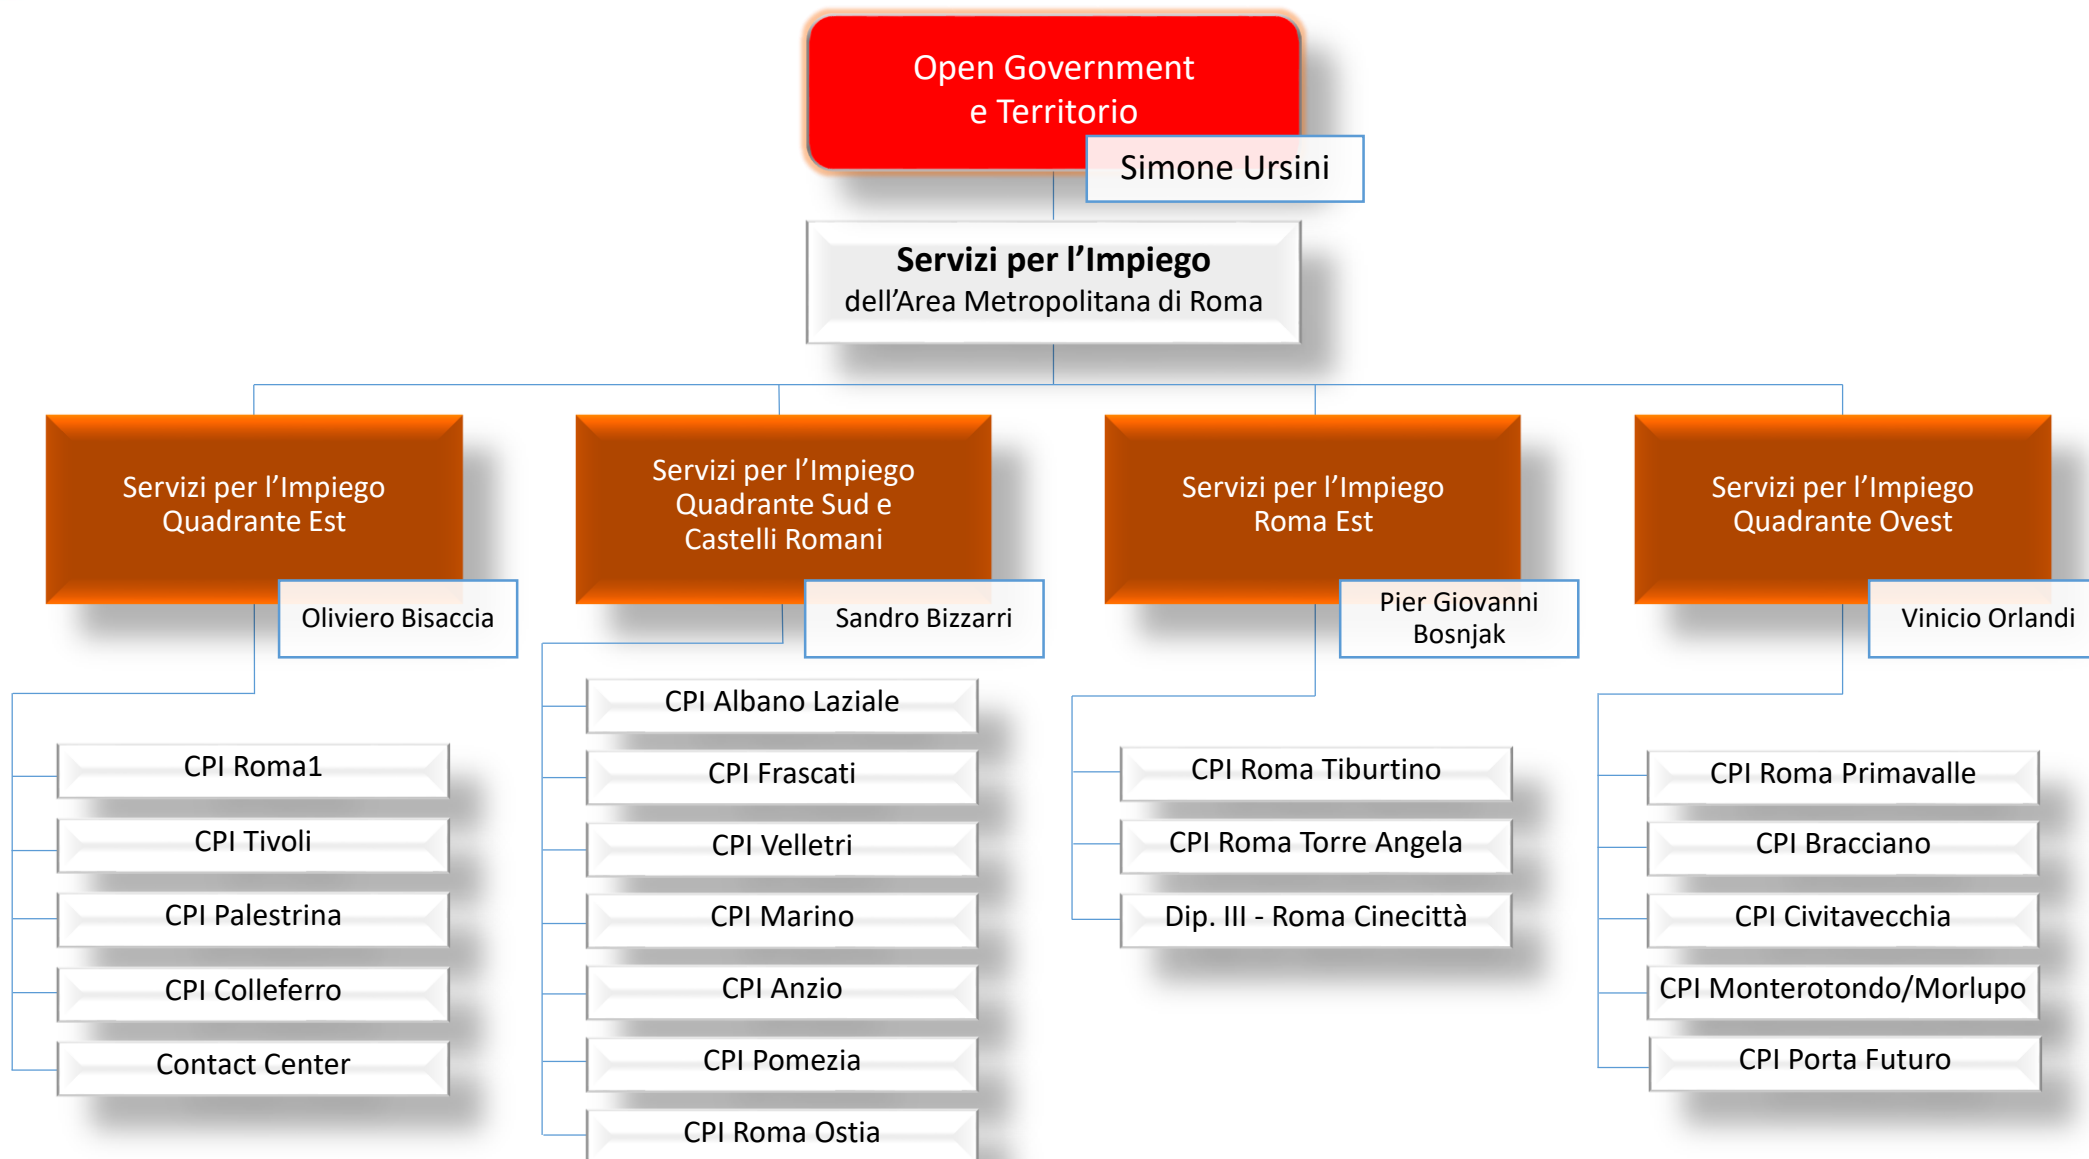 Open Government
e Territorio
Simone Ursini
Servizi per l’Impiego
dell’Area Metropolitana di Roma
Servizi per l’Impiego
Quadrante Est
Oliviero Bisaccia
CPI Roma1
CPI Tivoli
CPI Palestrina
CPI Colleferro
Contact Center
Servizi per l’Impiego
Quadrante Sud e
Castelli Romani
Sandro Bizzarri
CPI Albano Laziale
CPI Frascati
CPI Velletri
CPI Marino
CPI Anzio
CPI Pomezia
CPI Roma Ostia
Servizi per l’Impiego
Roma Est
Pier Giovanni
Bosnjak
CPI Roma Tiburtino
CPI Roma Torre Angela
Dip. III - Roma Cinecittà
Servizi per l’Impiego
Quadrante Ovest
Vinicio Orlandi
CPI Roma Primavalle
CPI Bracciano
CPI Civitavecchia
CPI Monterotondo/Morlupo
CPI Porta Futuro